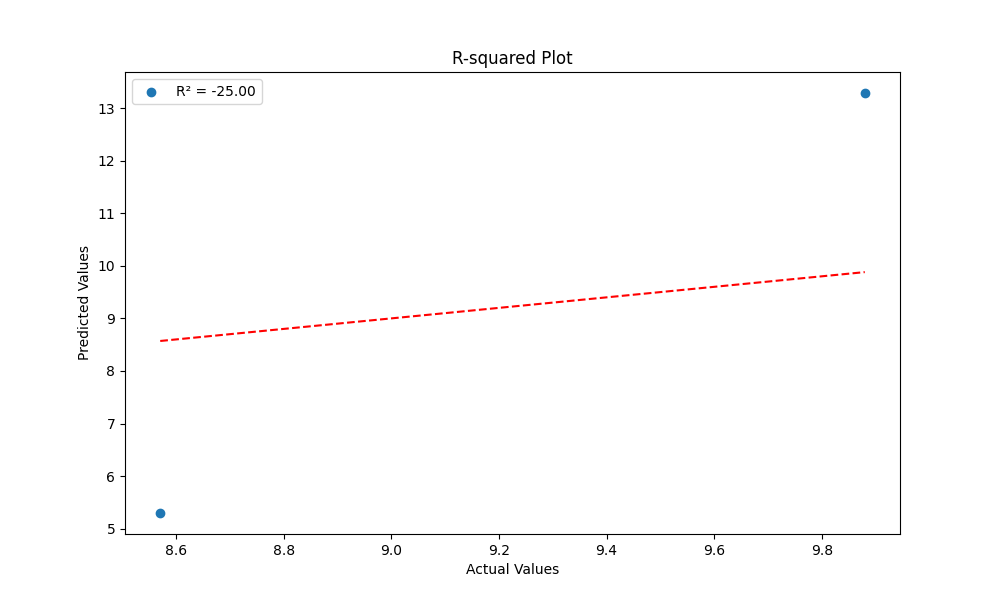 R-squared Plot
R² = -25.00
Predicted Values
13
12
11
10
9
8
7
6
5
8.6 8.8 9.0 9.2 9.4 9.6 9.8
Actual Values